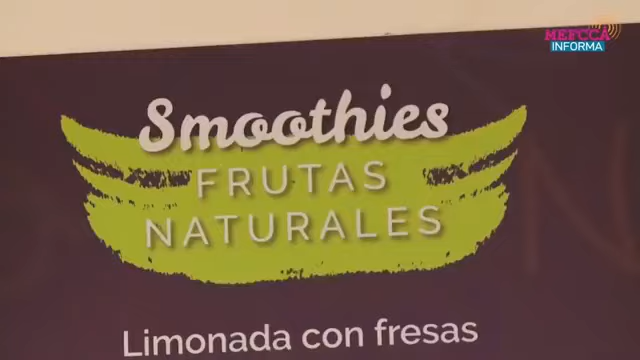 MEFCCA
INFORMA
Smoothies
FRUTAS
NATURALES
Limonada con fresas